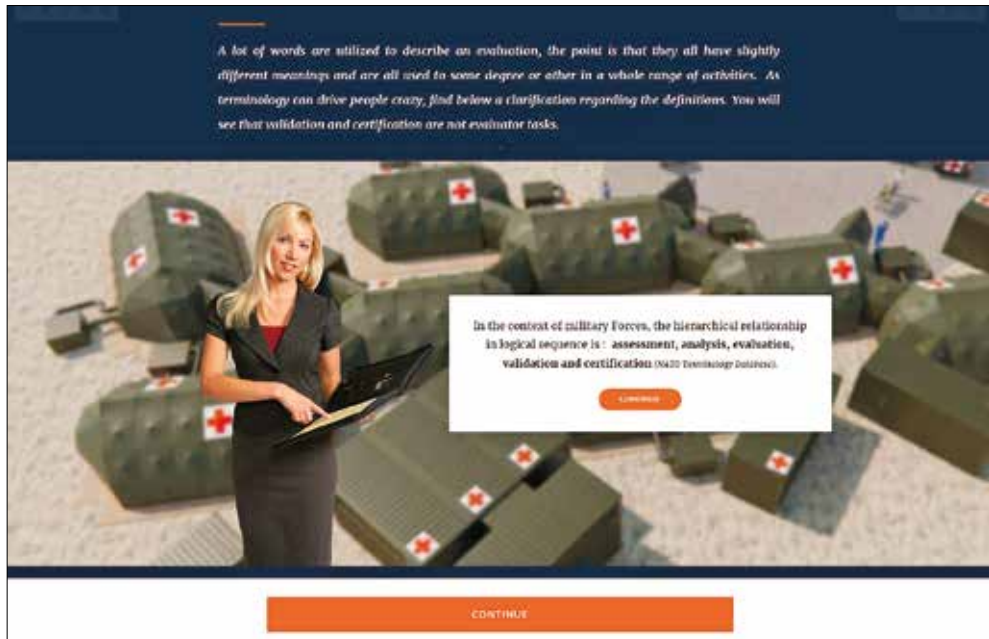 A lot of words are utilized to describe an evaluation, the point is that they all have slightly
different meanings and are all used to some degree or other in a whole range of activities. As
terminology can drive people crazy, find below a clarification regarding the definitions. You will
see that validation and certification are not evaluator tasks.
In the context of military Forces, the hierarchical relationship
in logical sequence is : assessment, analysis, evaluation,
validation and certification (NATO Terminology Database).
CONTINUE
CONTINUE